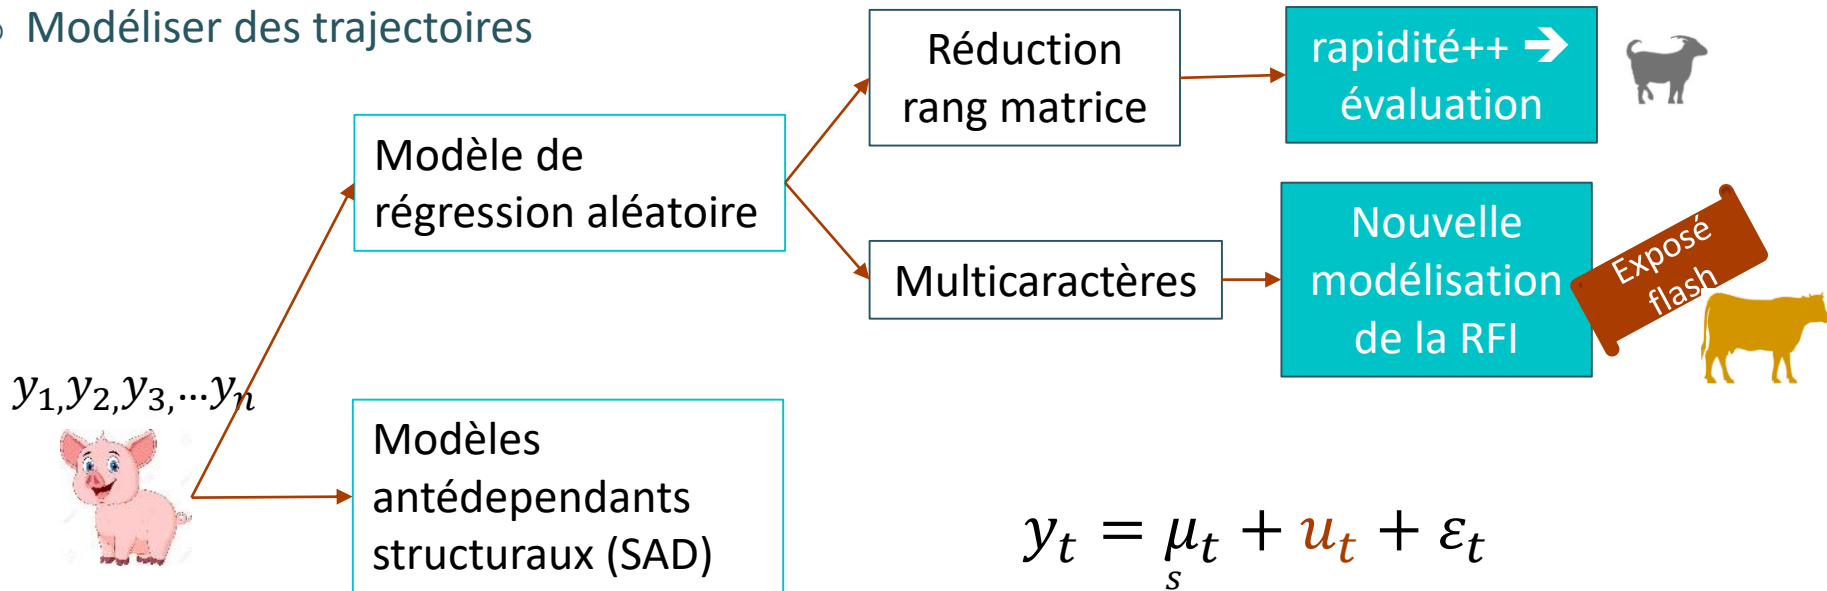 Modéliser des trajectoires
Réduction
rang matrice
rapidité++ ➔
évaluation
Modèle de
régression aléatoire
Multicaractères
Nouvelle
modélisation
de la RFI
Exposé
flash
y₁,y₂,y₃,...yₙ
Modèles
antédependants
structuraux (SAD)
yₜ = μₜ + uₜ + εₜ
s